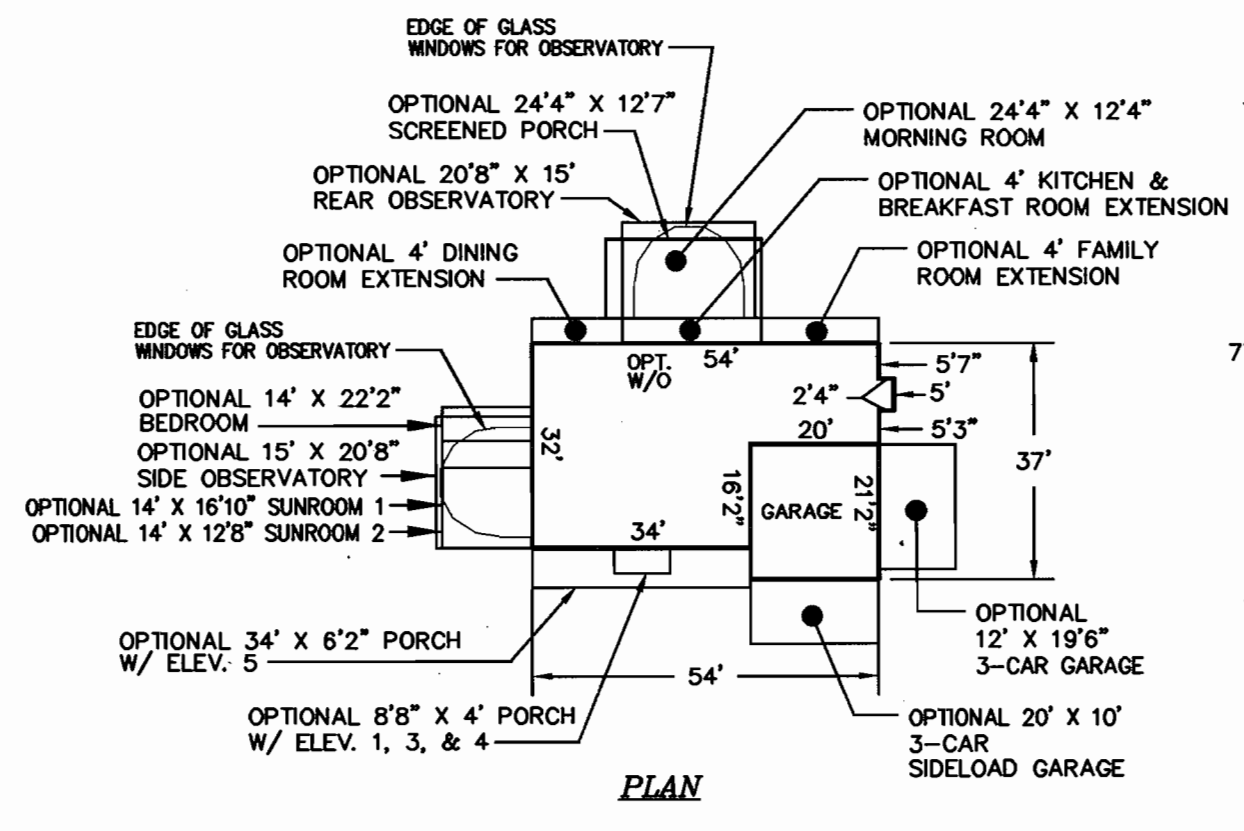 EDGE OF GLASS
WINDOWS FOR OBSERVATORY
OPTIONAL 24'4" X 12'7"
SCREENED PORCH
OPTIONAL 20'8" X 15'
REAR OBSERVATORY
OPTIONAL 4' DINING
ROOM EXTENSION
OPTIONAL 24'4" X 12'4"
MORNING ROOM
OPTIONAL 4' KITCHEN &
BREAKFAST ROOM EXTENSION
OPTIONAL 4' FAMILY
ROOM EXTENSION
EDGE OF GLASS
WINDOWS FOR OBSERVATORY
OPTIONAL 14' X 22'2"
BEDROOM
OPTIONAL 15' X 20'8"
SIDE OBSERVATORY
OPTIONAL 14' X 16'10" SUNROOM 1
OPTIONAL 14' X 12'8" SUNROOM 2
OPT.
W/O
54'
5'7"
2'4"
5'
20'
5'3"
32'
37'
16'2"
GARAGE
21'2"
34'
OPTIONAL 34' X 6'2" PORCH
W/ ELEV. 5
54'
OPTIONAL
12' X 19'6"
3-CAR GARAGE
OPTIONAL 8'8" X 4' PORCH
W/ ELEV. 1, 3, & 4
OPTIONAL 20' X 10'
3-CAR
SIDELOAD GARAGE
PLAN